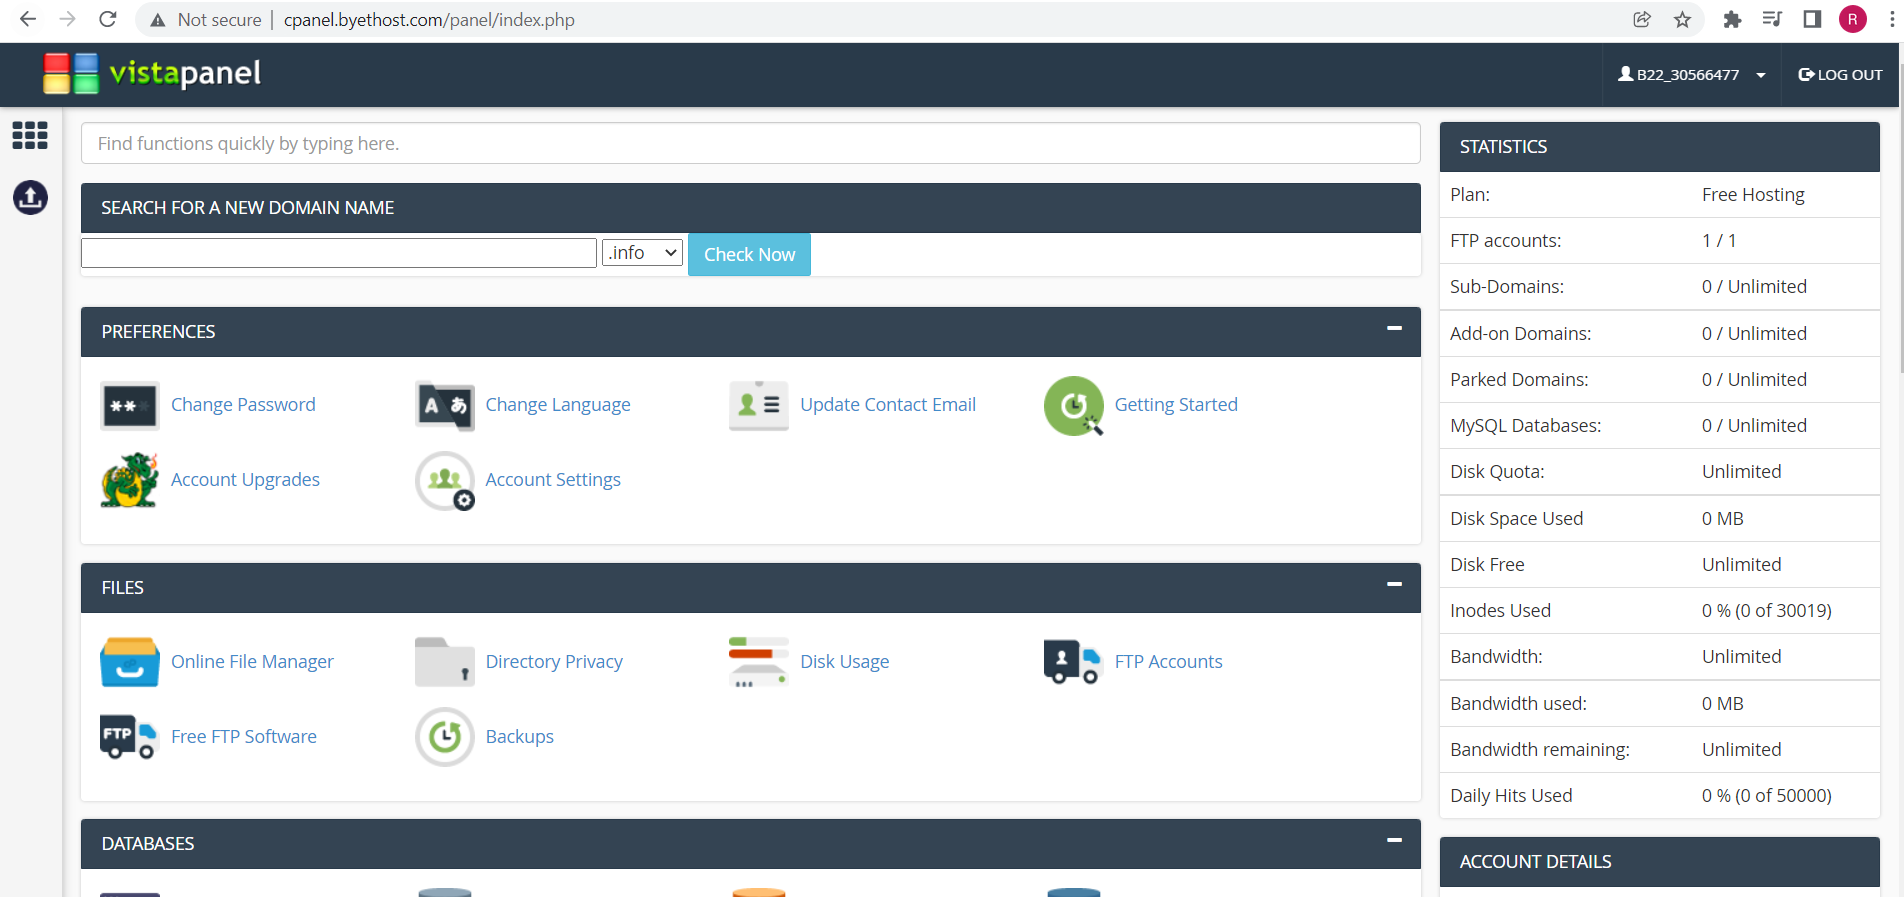 Not secure | cpanel.byethost.com/panel/index.php
R
vistapanel
B22_30566477
LOG OUT
Find functions quickly by typing here.
SEARCH FOR A NEW DOMAIN NAME
.info
Check Now
PREFERENCES
Change Password
A あ
Change Language
Update Contact Email
Getting Started
Account Upgrades
Account Settings
FILES
Online File Manager
Directory Privacy
Disk Usage
FTP Accounts
FTP
Free FTP Software
Backups
DATABASES
STATISTICS
Plan: Free Hosting
FTP accounts: 1 / 1
Sub-Domains: 0 / Unlimited
Add-on Domains: 0 / Unlimited
Parked Domains: 0 / Unlimited
MySQL Databases: 0 / Unlimited
Disk Quota: Unlimited
Disk Space Used 0 MB
Disk Free Unlimited
Inodes Used 0 % (0 of 30019)
Bandwidth: Unlimited
Bandwidth used: 0 MB
Bandwidth remaining: Unlimited
Daily Hits Used 0 % (0 of 50000)
ACCOUNT DETAILS